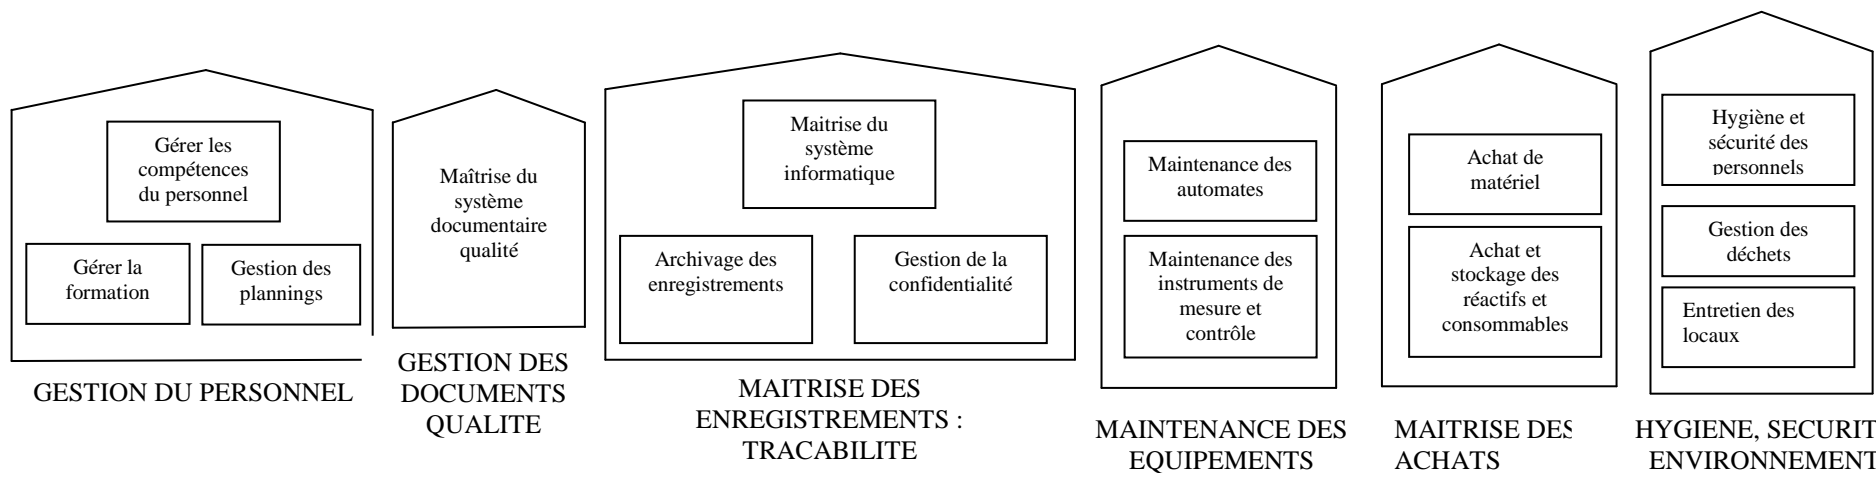 Gérer les
compétences
du personnel
Gérer la
formation
Gestion des
plannings
GESTION DU PERSONNEL
Maîtrise du
système
documentaire
qualité
GESTION DES
DOCUMENTS
QUALITE
Maitrise du
système
informatique
Archivage des
enregistrements
Gestion de la
confidentialité
MAITRISE DES
ENREGISTREMENTS :
TRACABILITE
Maintenance des
automates
Maintenance des
instruments de
mesure et
contrôle
MAINTENANCE DES
EQUIPEMENTS
Achat de
matériel
Achat et
stockage des
réactifs et
consommables
MAITRISE DES
ACHATS
Hygiène et
sécurité des
personnels
Gestion des
déchets
Entretien des
locaux
HYGIENE, SECURIT
ENVIRONNEMENT